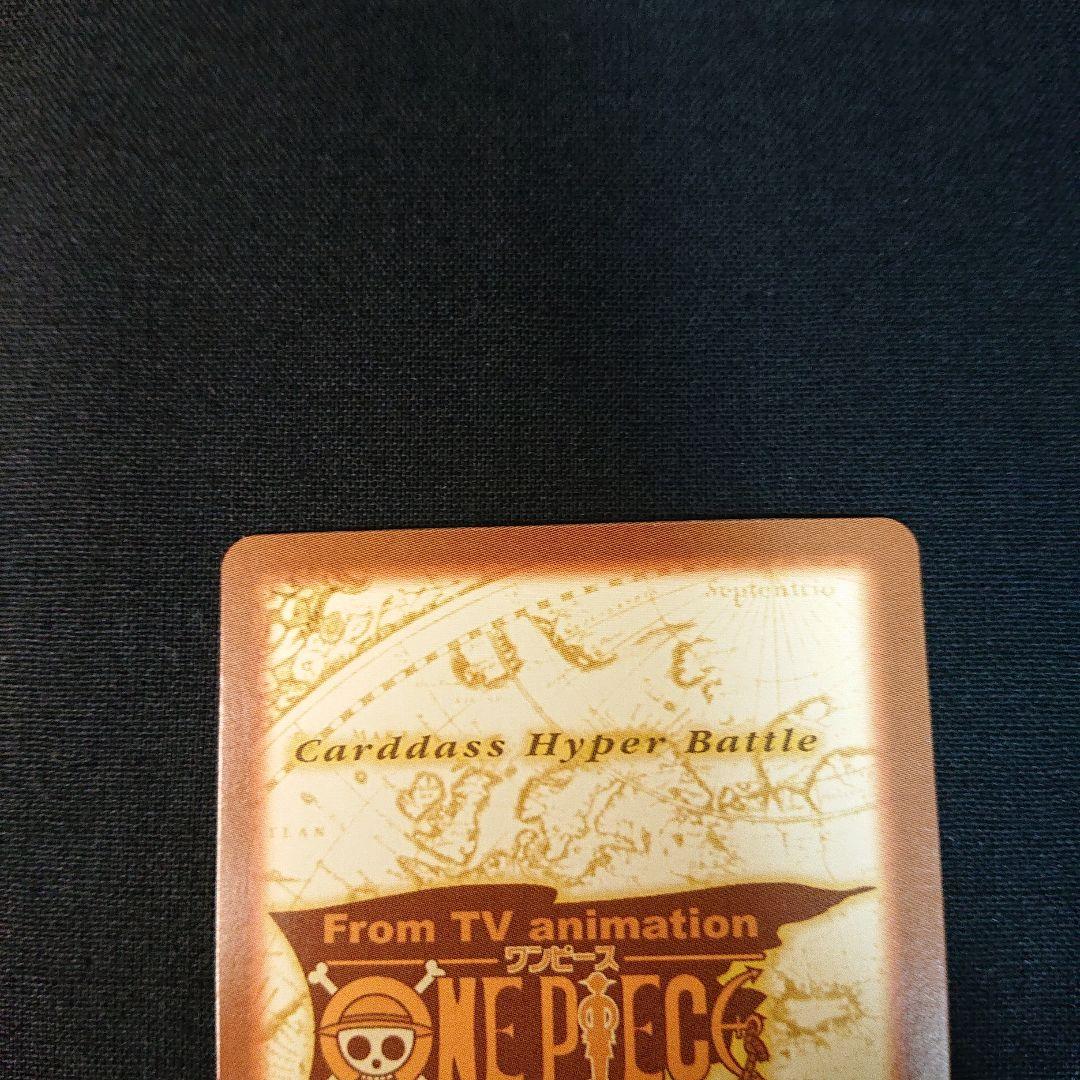 Septentrio
Carddass Hyper Battle
From TV animation
ワンピース
ONE PIECE